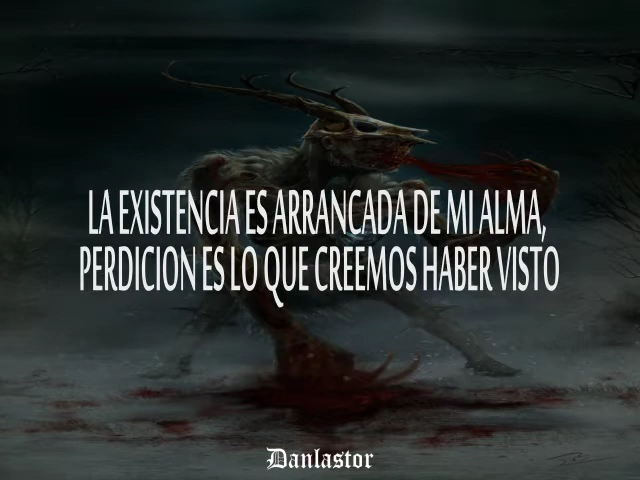 LA EXISTENCIA ES ARRANCADA DE MI ALMA,
PERDICION ES LO QUE CREEMOS HABER VISTO
Danlastor